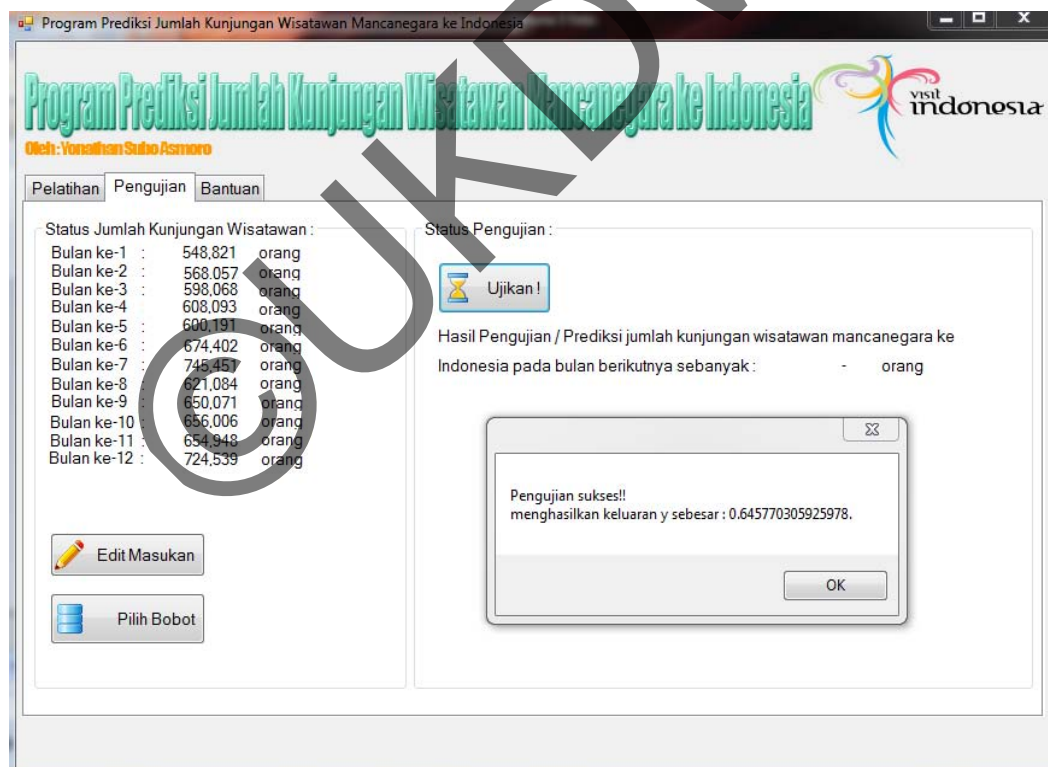 Program Prediksi Jumlah Kunjungan Wisatawan Mancanegara ke Indonesia
Program Prediksi Jumlah Kunjungan Wisatawan Mancanegara ke Indonesia
visit
indonesia
Oleh : Yonathan Subo Asmoro
Pelatihan Pengujian Bantuan
Status Jumlah Kunjungan Wisatawan :
Bulan ke-1 : 548,821 orang
Bulan ke-2 : 568.057 orang
Bulan ke-3 : 598,068 orang
Bulan ke-4 608,093 orang
Bulan ke-5 : 600,191 orang
Bulan ke-6 : 674,402 orang
Bulan ke-7 : 745,451 orang
Bulan ke-8 : 621,084 orang
Bulan ke-9 : 650,071 orang
Bulan ke-10 : 656,006 orang
Bulan ke-11 : 654,948 orang
Bulan ke-12 : 724,539 orang
Edit Masukan
Pilih Bobot
Status Pengujian :
Ujikan !
Hasil Pengujian / Prediksi jumlah kunjungan wisatawan mancanegara ke
Indonesia pada bulan berikutnya sebanyak : - orang
Pengujian sukses!!
menghasilkan keluaran y sebesar : 0.645770305925978.
OK